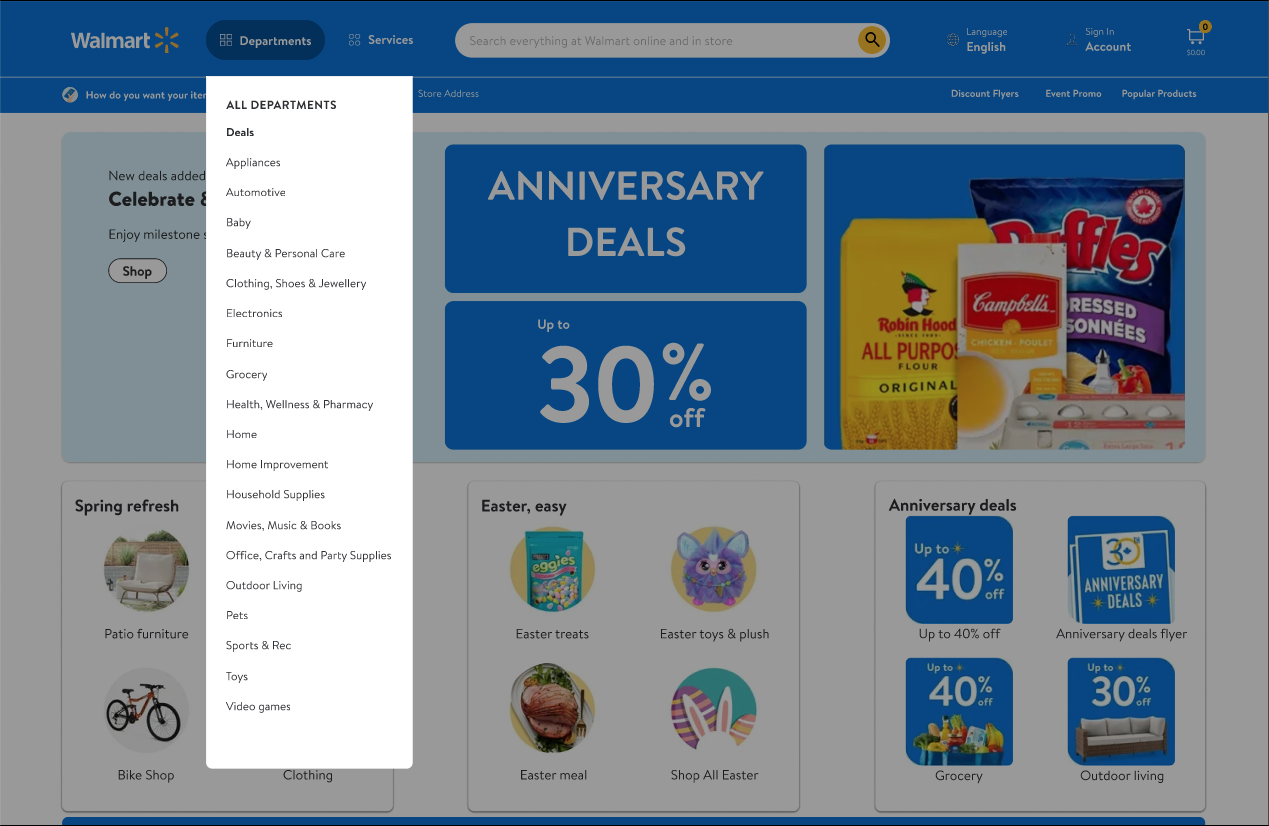 Walmart
Departments
Services
Search everything at Walmart online and in store
Language
English
Sign In
Account
0
$0.00
How do you want your
Store Address
Discount Flyers
Event Promo
Popular Products
ALL DEPARTMENTS
Deals
Appliances
Automotive
Baby
Beauty & Personal Care
Clothing, Shoes & Jewellery
Electronics
Furniture
Grocery
Health, Wellness & Pharmacy
Home
Home Improvement
Household Supplies
Movies, Music & Books
Office, Crafts and Party Supplies
Outdoor Living
Pets
Sports & Rec
Toys
Video games
New deals added
Celebrate &
Enjoy milestone
Shop
ANNIVERSARY
DEALS
Up to
30%
off
Robin Hood
ALL PURPO
FLOUR
ORIGINAL
Campbell's
CHICKEN - POULET
uffles
RESSED
SONNÉES
Spring refresh
Patio furniture
Bike Shop
Clothing
Easter, easy
eggies
Easter treats
Easter toys & plush
Easter meal
Shop All Easter
Anniversary deals
Up to
40%
off
Up to 40% off
30
ANNIVERSARY
DEALS
Anniversary deals flyer
Up to
40%
off
Grocery
Up to
30%
off
Outdoor living